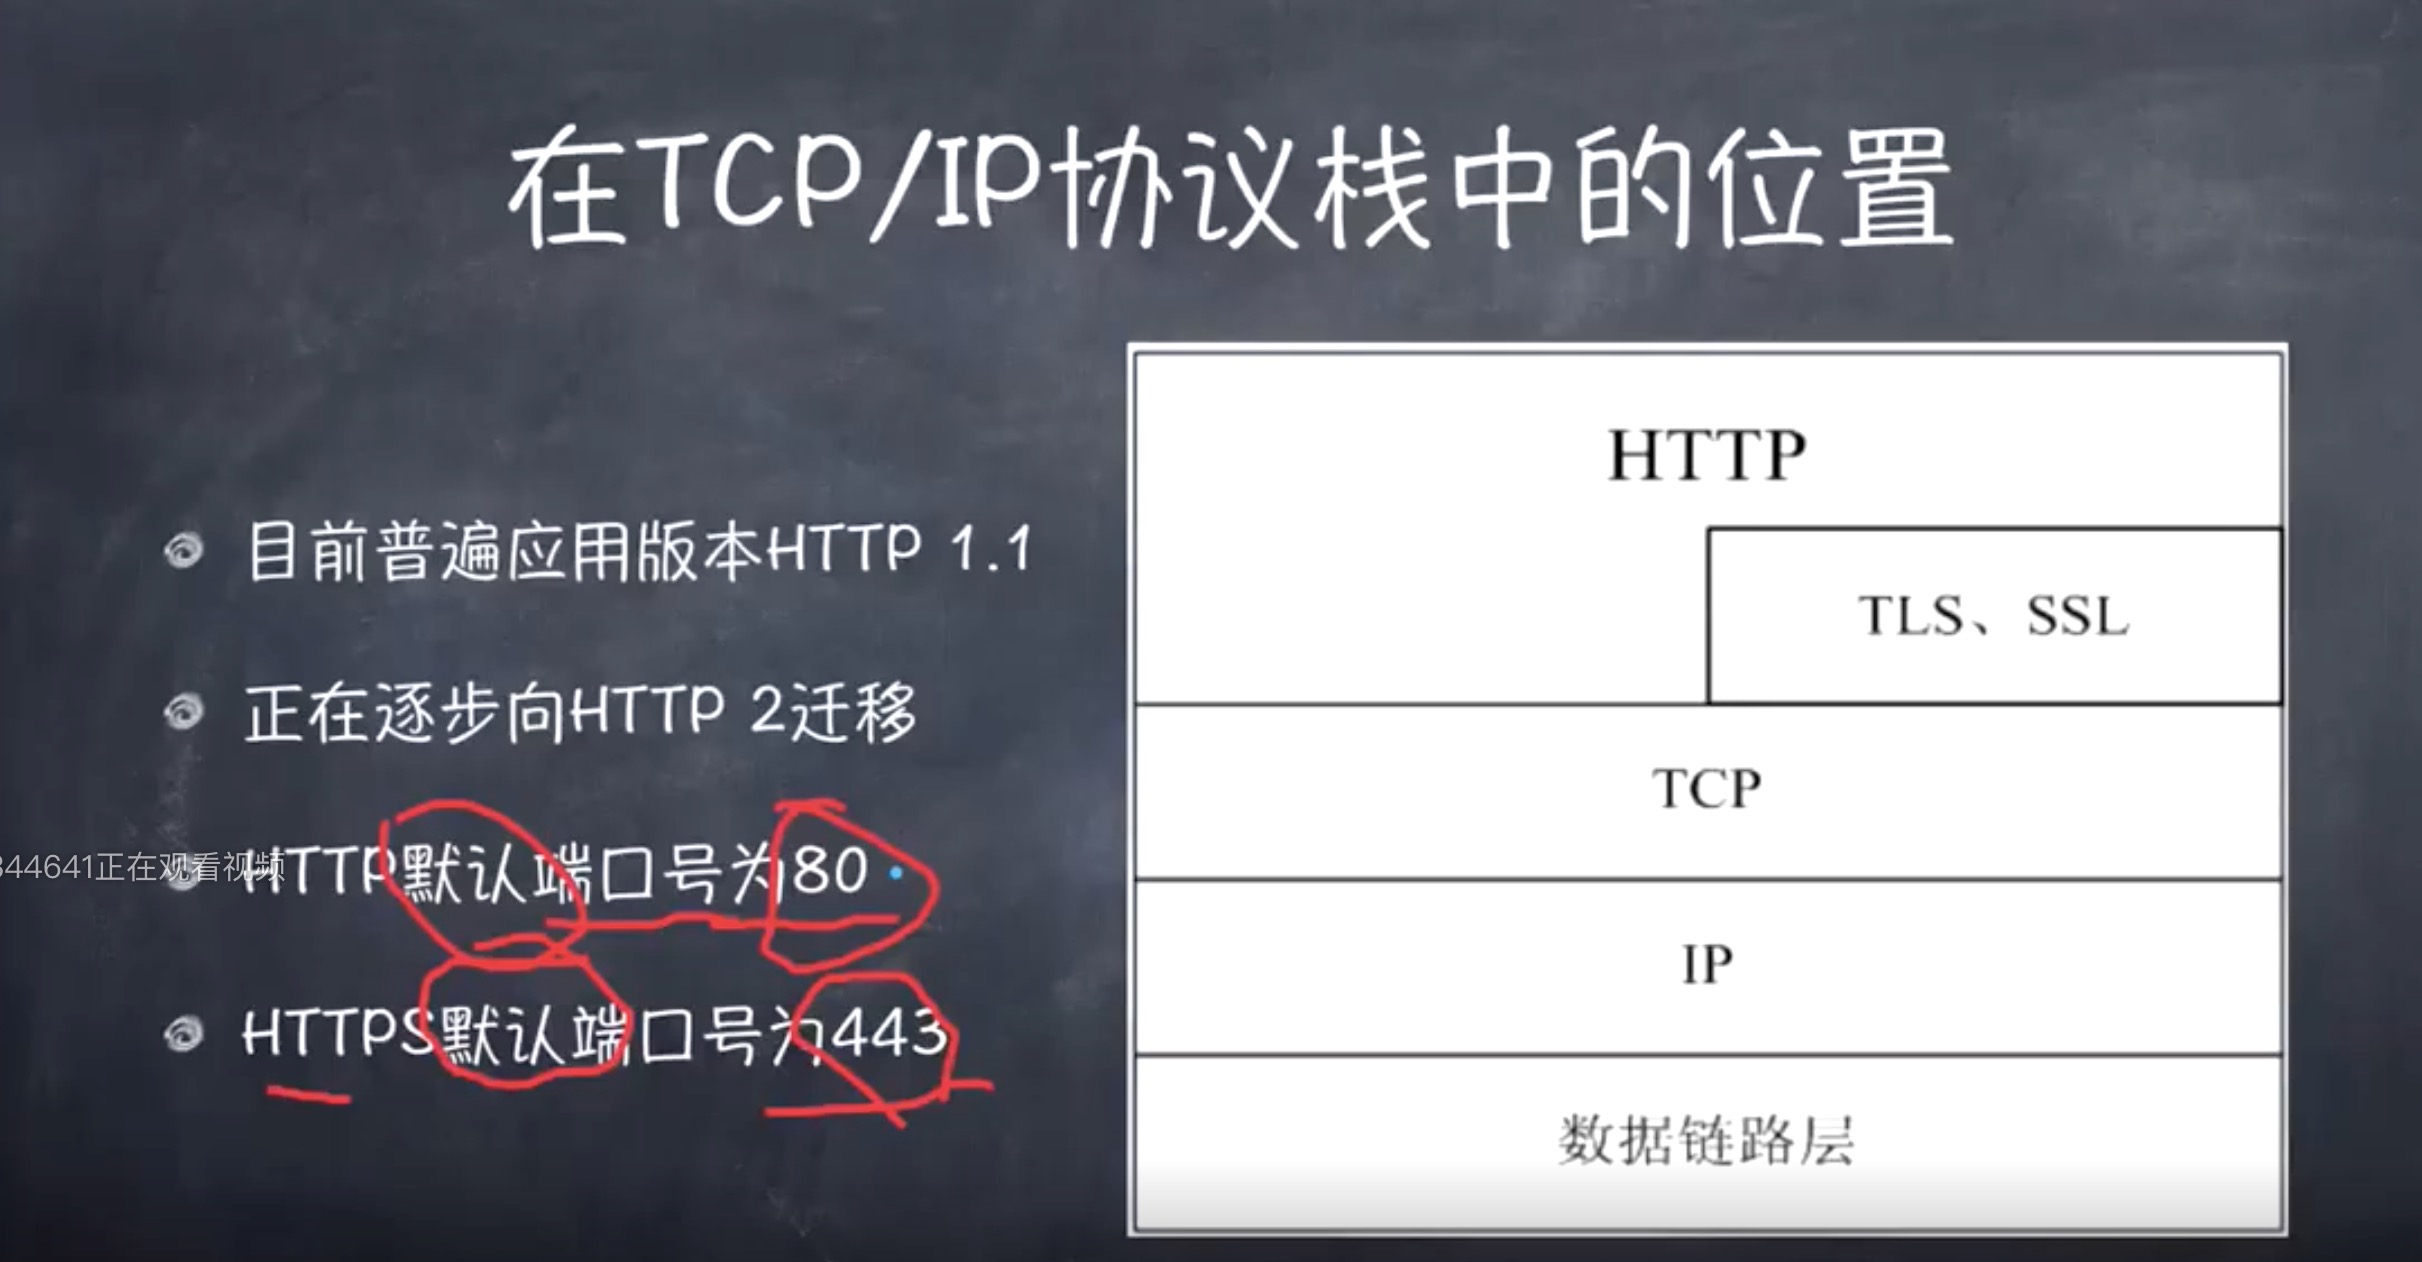 在TCP/IP协议栈中的位置
目前普遍应用版本HTTP 1.1
正在逐步向HTTP 2迁移
344641正在观看视频
HTTP默认端口号为80
HTTPS默认端口号为443
HTTP
TLS、SSL
TCP
IP
数据链路层